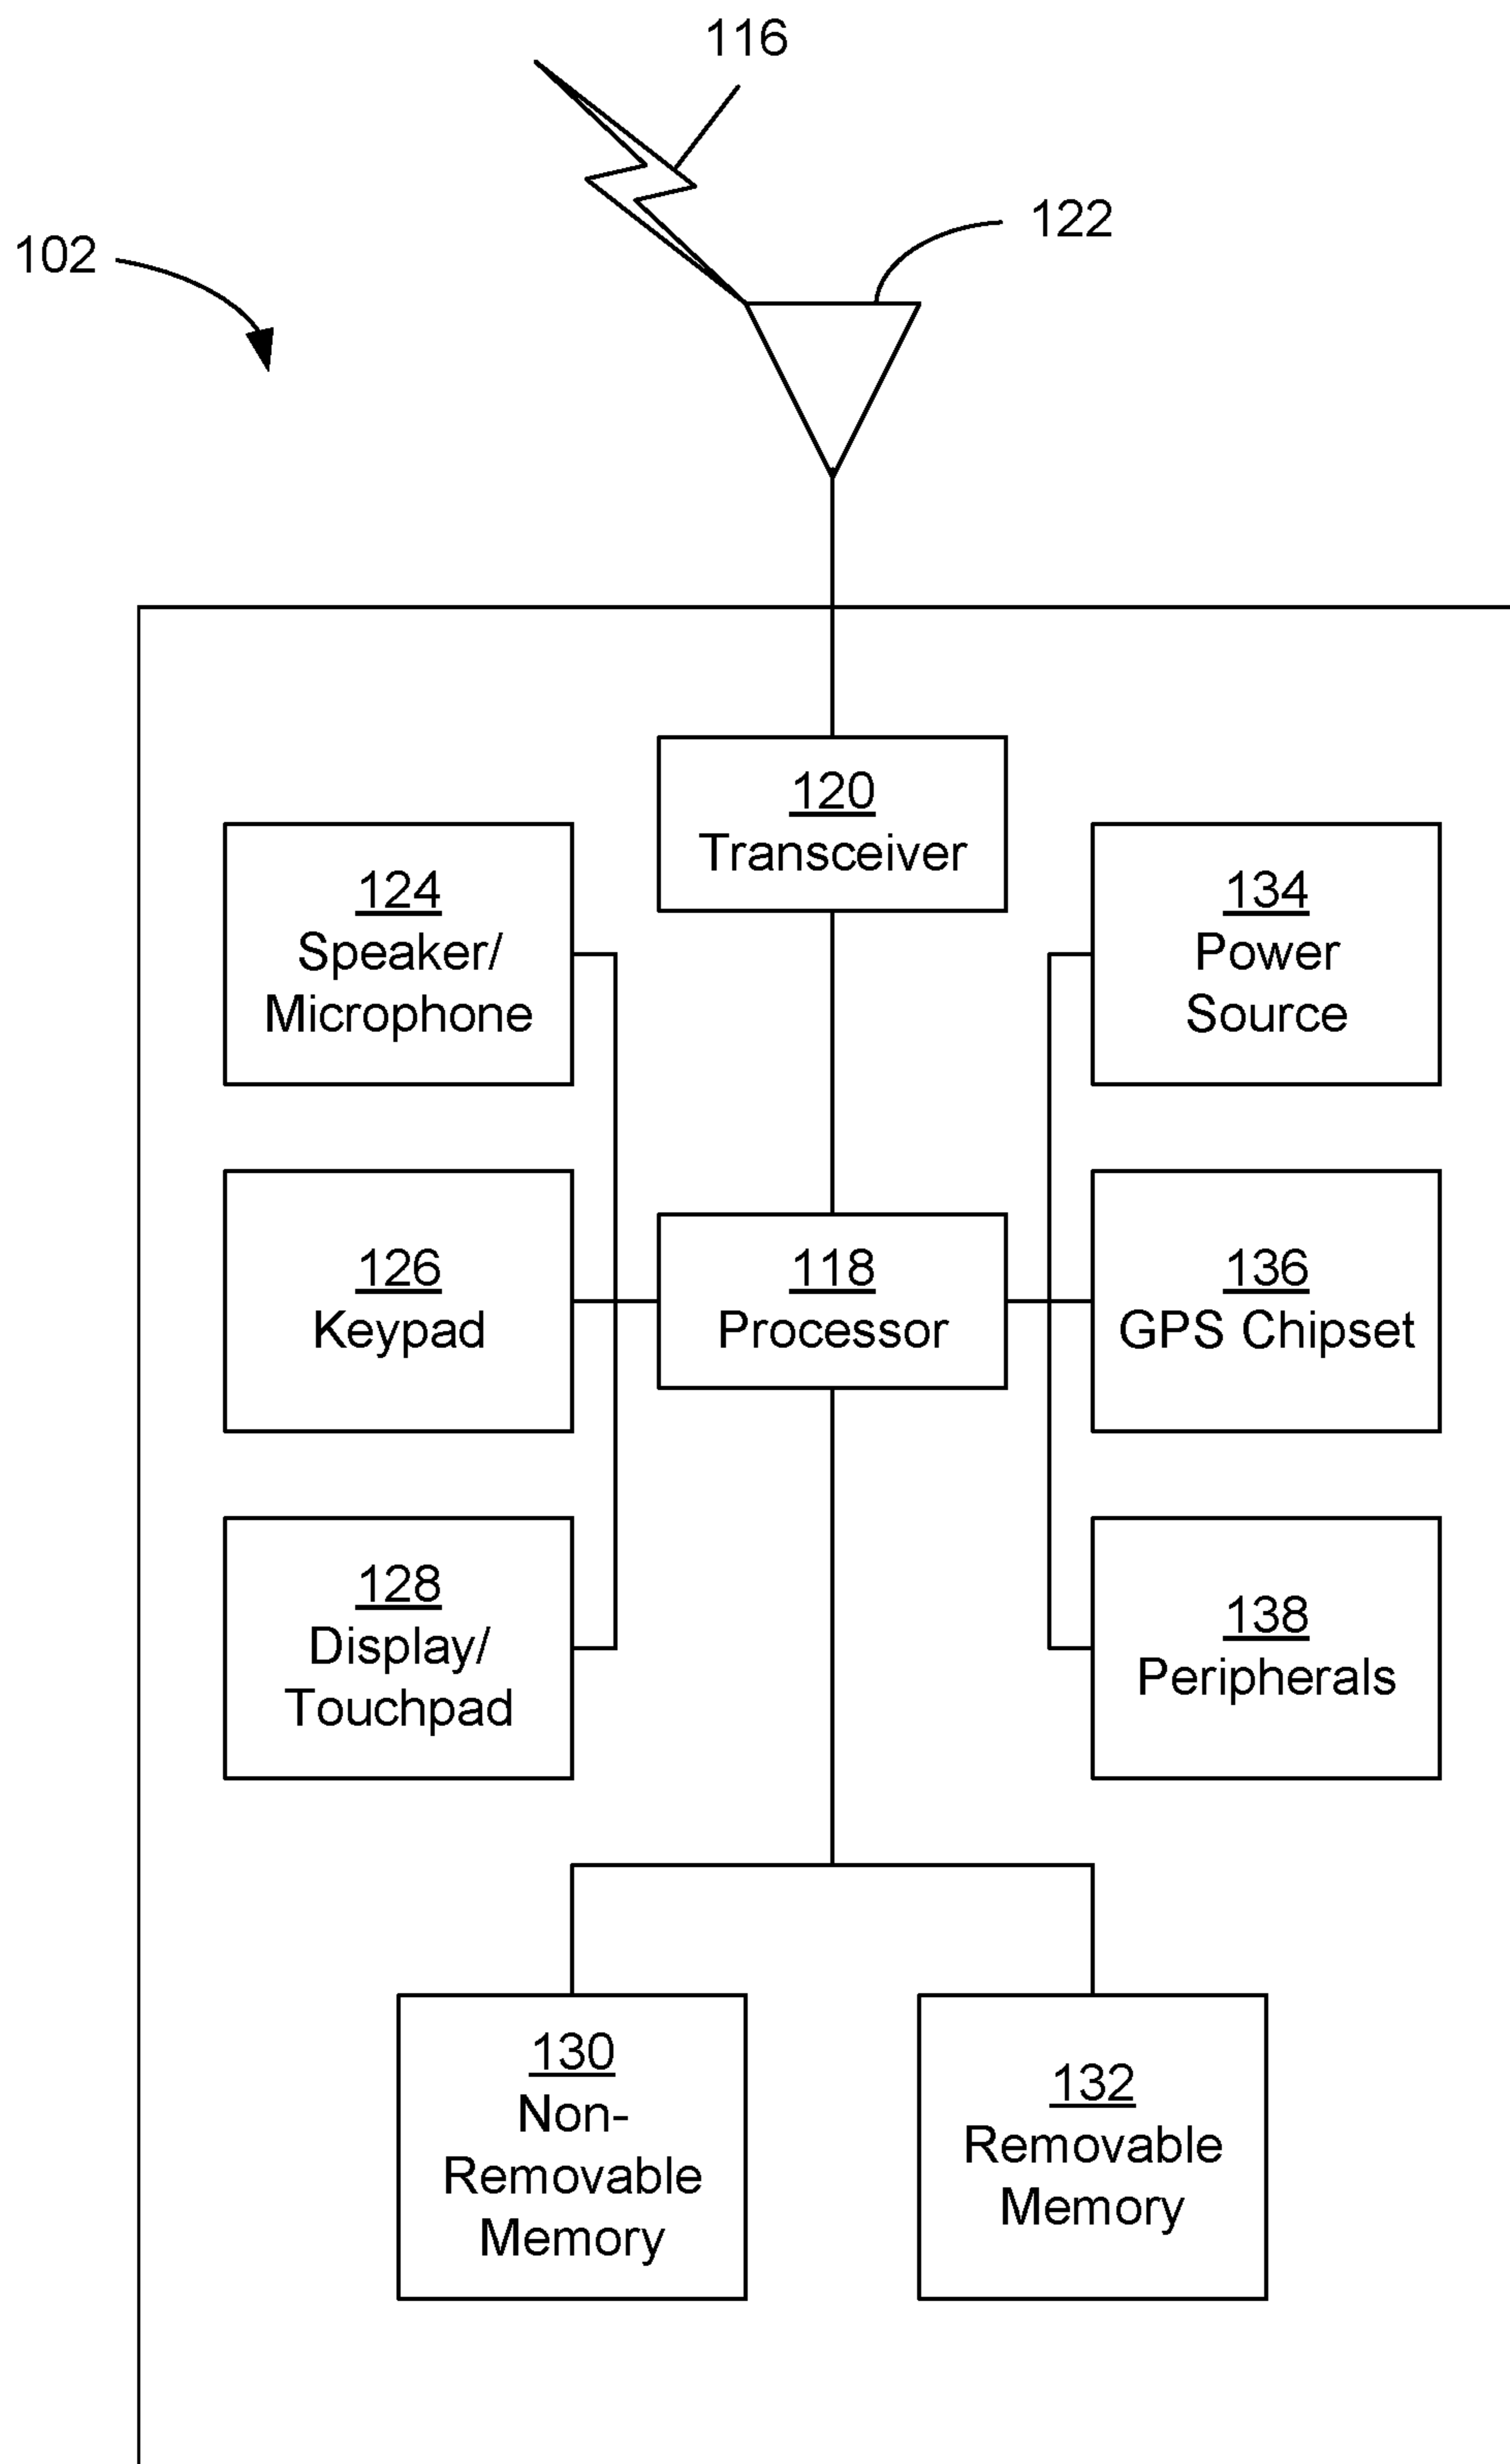 116
122
102
120
Transceiver
124
Speaker/
Microphone
134
Power
Source
126
Keypad
118
Processor
136
GPS Chipset
128
Display/
Touchpad
138
Peripherals
130
Non-
Removable
Memory
132
Removable
Memory